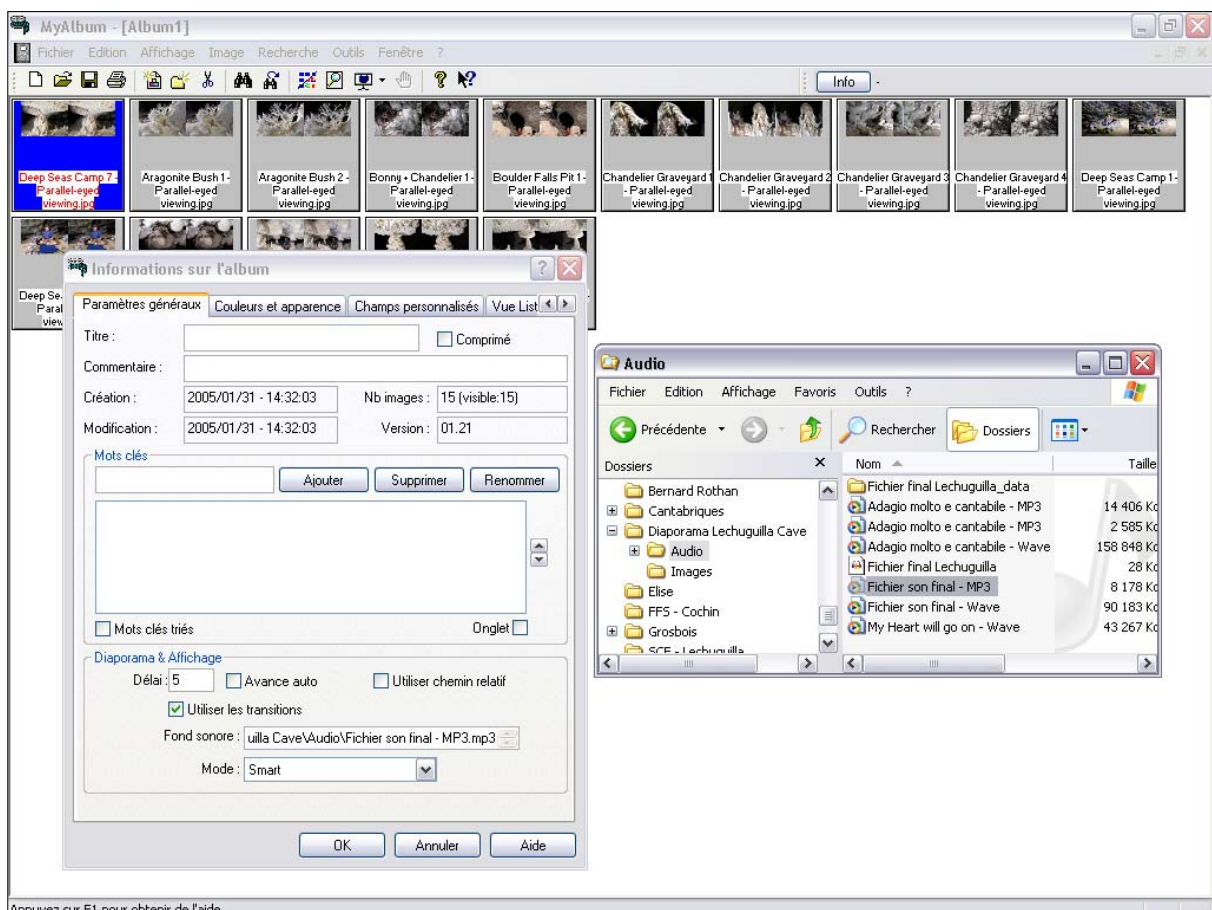 MyAlbum - [Album1]
Fichier Edition Affichage Image Recherche Outils Fenêtre ?
Info
Deep Seas Camp 7 - Parallel-eyed viewing.jpg
Aragonite Bush 1 - Parallel-eyed viewing.jpg
Aragonite Bush 2 - Parallel-eyed viewing.jpg
Bonny + Chandelier 1 - Parallel-eyed viewing.jpg
Boulder Falls Pit 1 - Parallel-eyed viewing.jpg
Chandelier Graveyard 1 - Parallel-eyed viewing.jpg
Chandelier Graveyard 2 - Parallel-eyed viewing.jpg
Chandelier Graveyard 3 - Parallel-eyed viewing.jpg
Chandelier Graveyard 4 - Parallel-eyed viewing.jpg
Deep Seas Camp 1 - Parallel-eyed viewing.jpg
Informations sur l'album
Paramètres généraux Couleurs et apparence Champs personnalisés Vue List
Titre :
Comprimé
Commentaire :
Création : 2005/01/31 - 14:32:03 Nb images : 15 (visible:15)
Modification : 2005/01/31 - 14:32:03 Version : 01.21
Mots clés
Ajouter Supprimer Renommer
Mots clés triés Onglet
Diaporama & Affichage
Délai : 5 Avance auto Utiliser chemin relatif
Utiliser les transitions
Fond sonore : uilla Cave\Audio\Fichier son final - MP3.mp3
Mode : Smart
OK Annuler Aide
Audio
Fichier Edition Affichage Favoris Outils ?
Précédente Rechercher Dossiers
Dossiers
Bernard Rothan
Cantabriques
Diaporama Lechuguilla Cave
Audio
Images
Elise
FFS - Cochin
Grosbois
SCF - Lechuguilla
Nom Taille
Fichier final Lechuguilla_data
Adagio molto e cantabile - MP3 14 406 Ko
Adagio molto e cantabile - MP3 2 585 Ko
Adagio molto e cantabile - Wave 158 848 Ko
Fichier final Lechuguilla 28 Ko
Fichier son final - MP3 8 178 Ko
Fichier son final - Wave 90 183 Ko
My Heart will go on - Wave 43 267 Ko
Appuyez sur F1 pour obtenir de l'aide